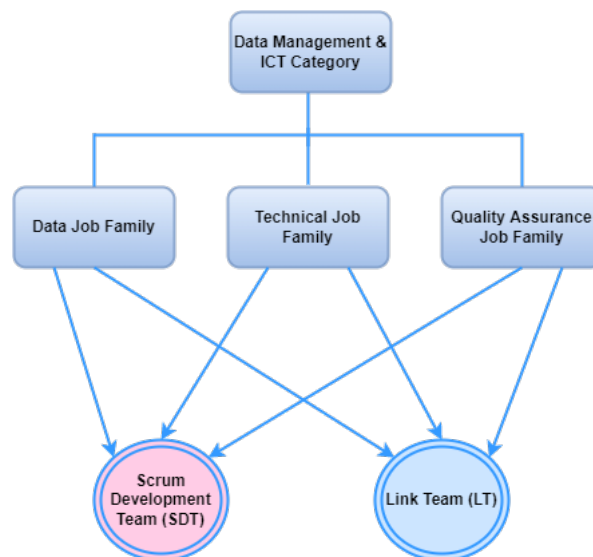 Data Management &
ICT Category
Data Job Family
Technical Job
Family
Quality Assurance
Job Family
Scrum
Development
Team (SDT)
Link Team (LT)